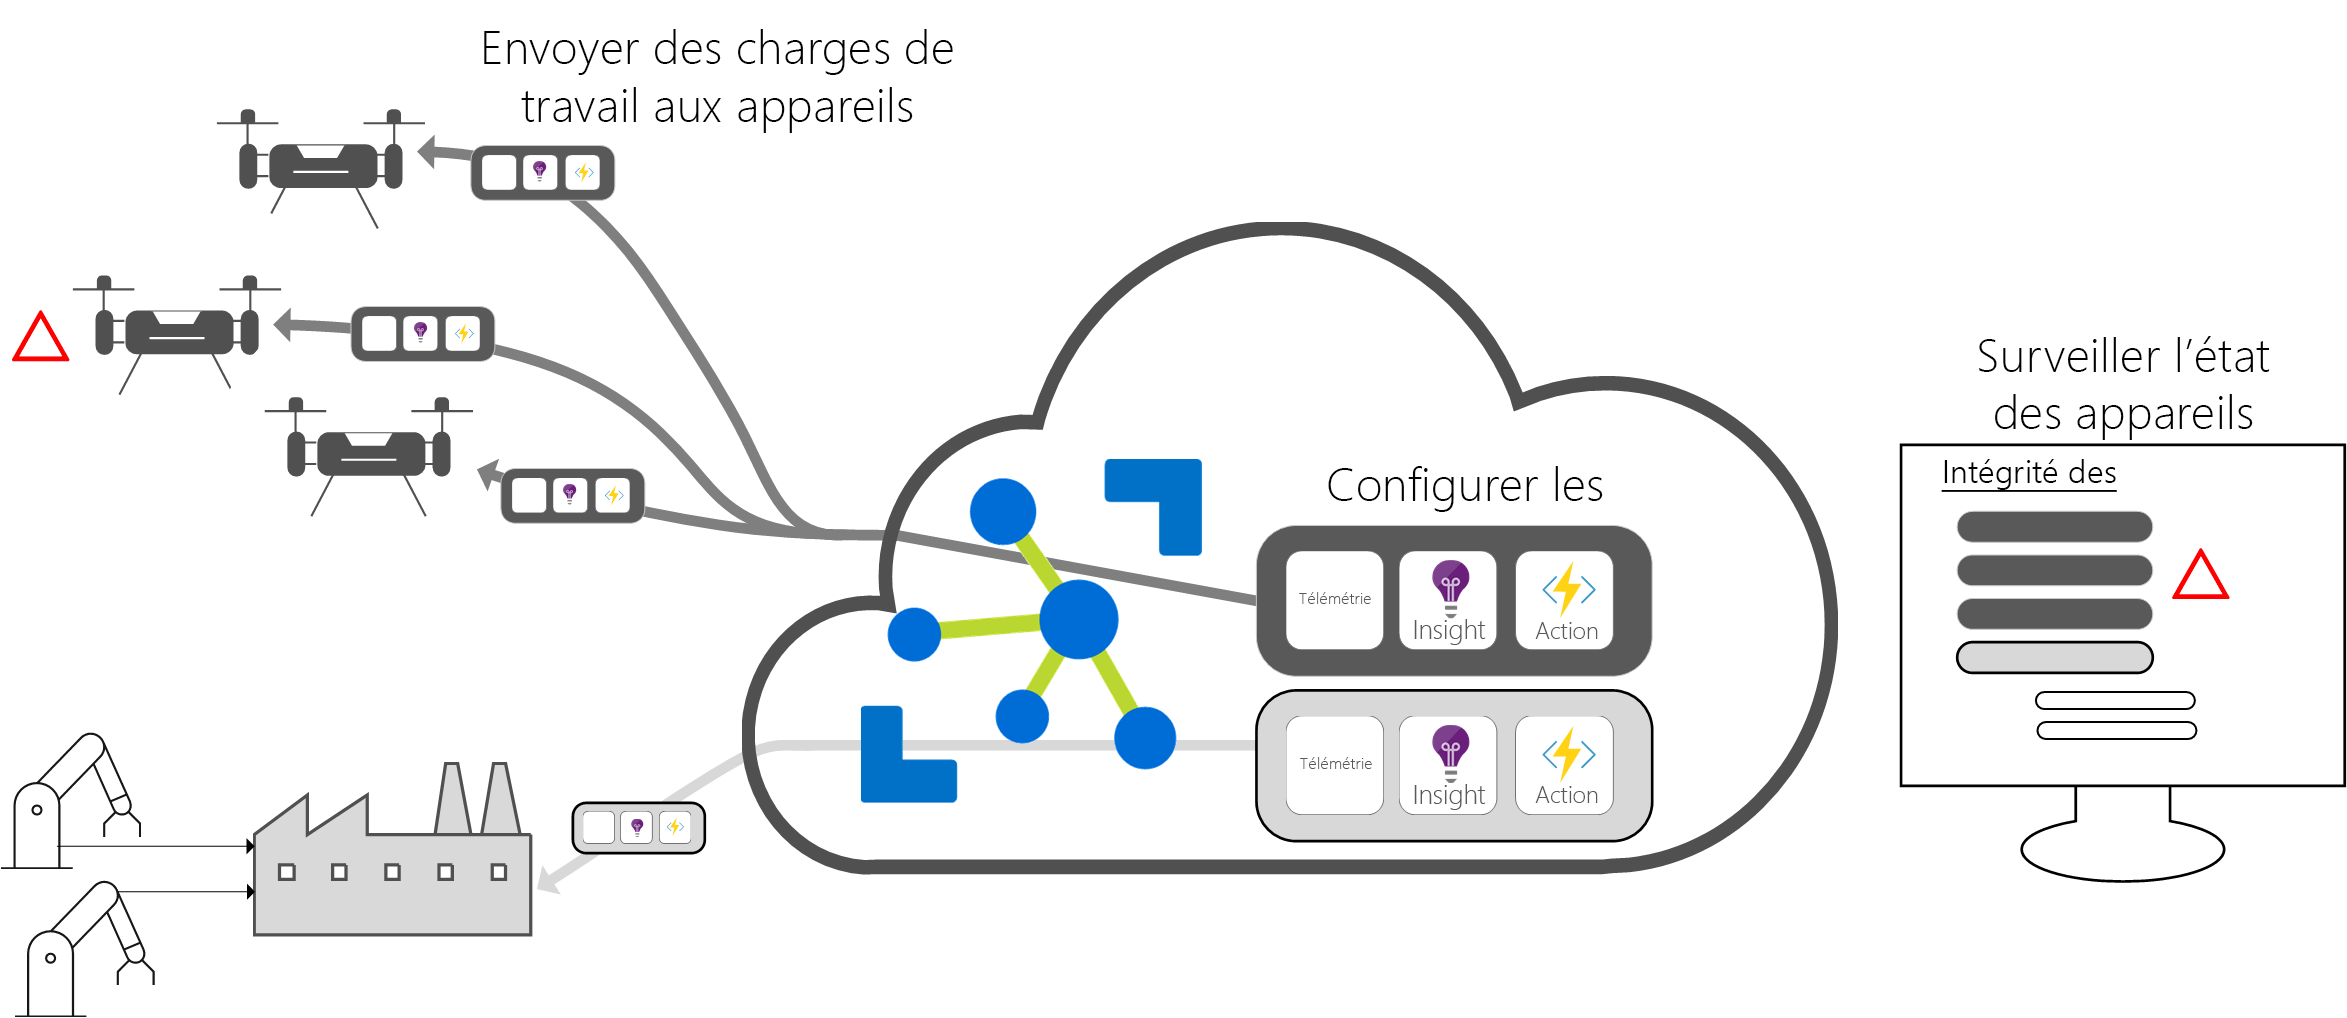 Envoyer des charges de
travail aux appareils
Surveiller l’état
des appareils
Intégrité des
Configurer les
Télémétrie
Insight
Action
Télémétrie
Insight
Action